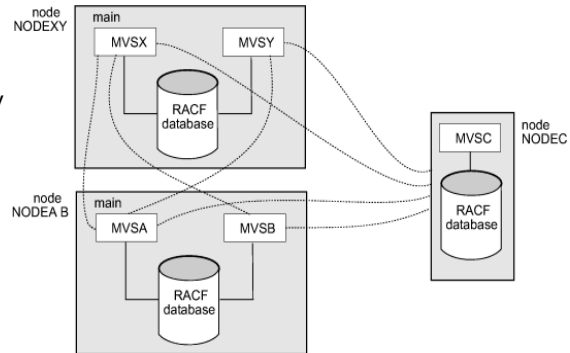 node
NODEXY
main
MVSX
MVSY
RACF
database
node
NODEA B
main
MVSA
MVSB
RACF
database
node
NODEC
MVSC
RACF
database